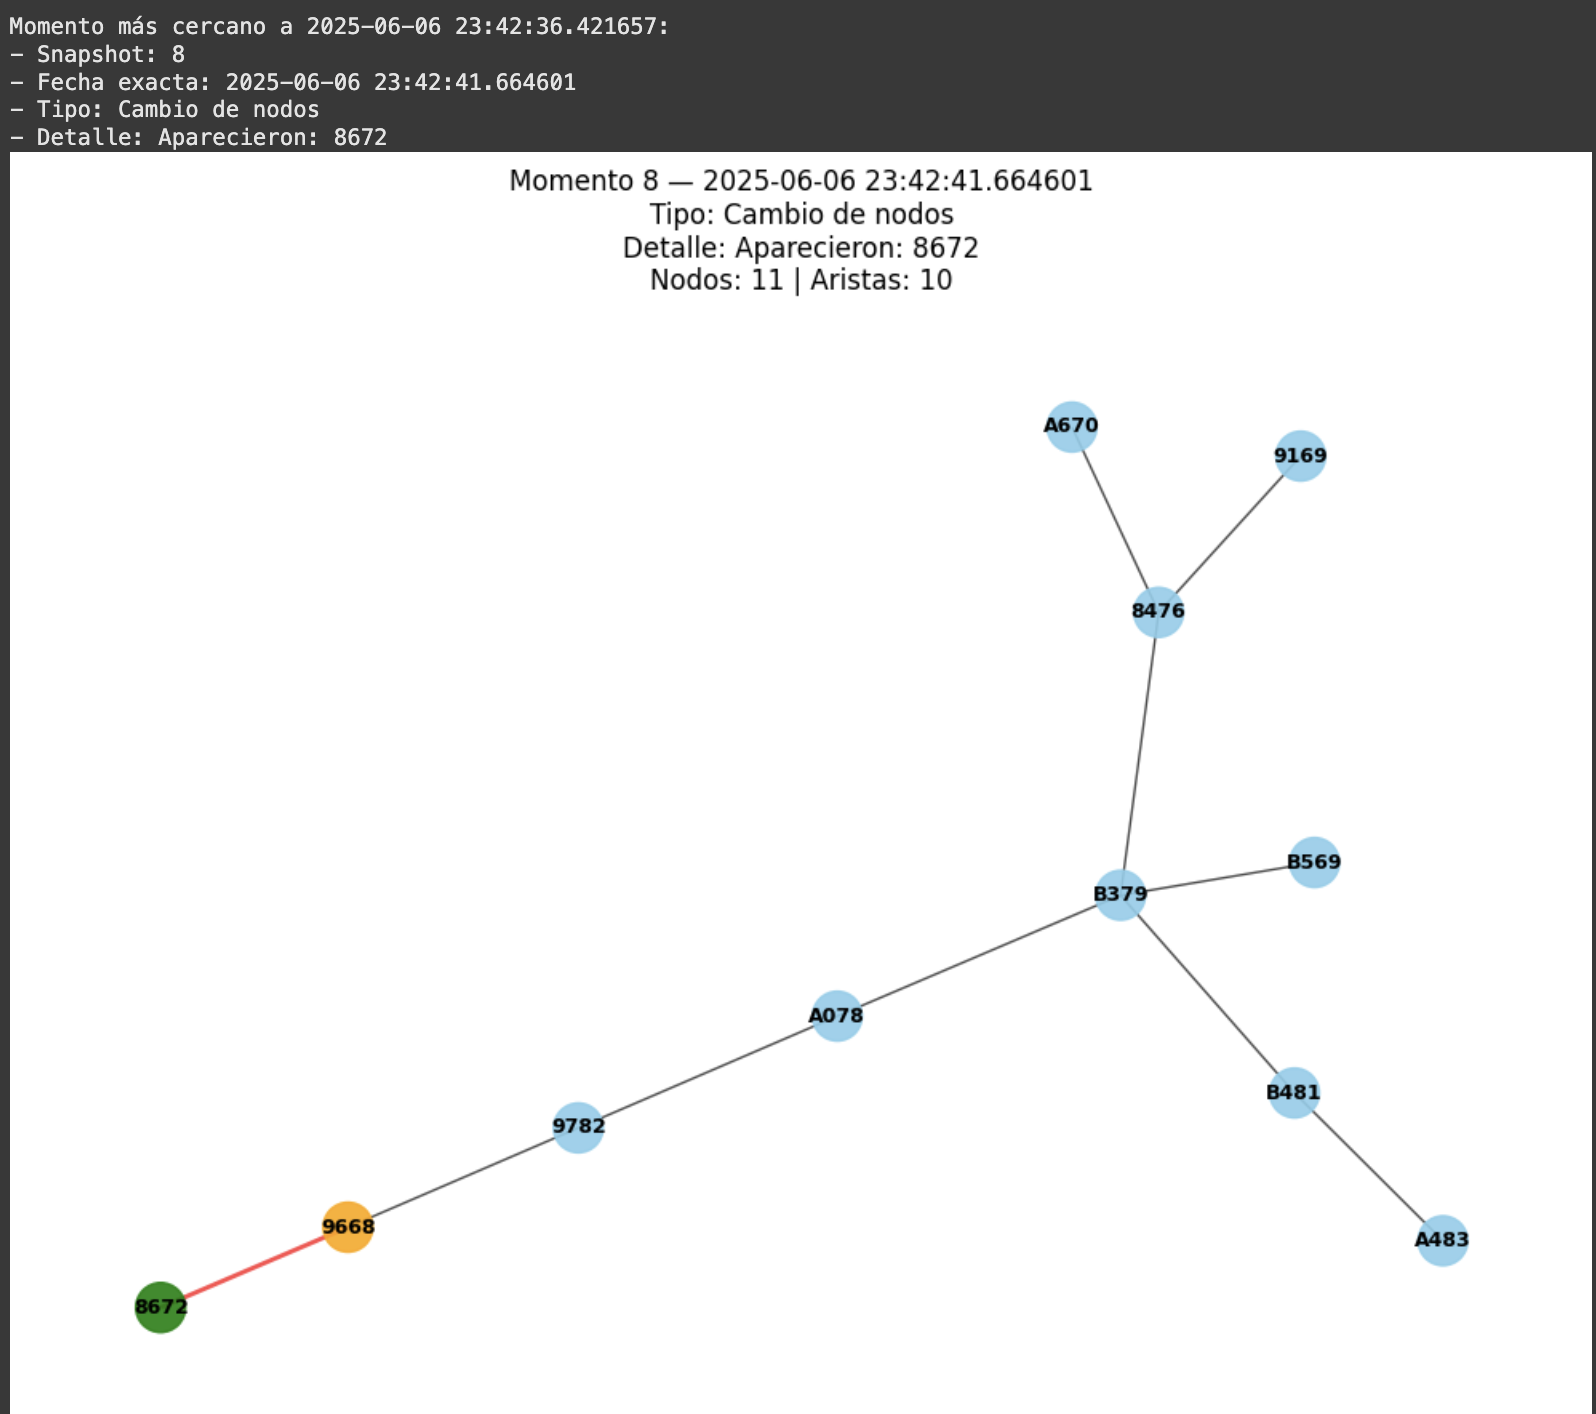 Momento más cercano a 2025-06-06 23:42:36.421657:
- Snapshot: 8
- Fecha exacta: 2025-06-06 23:42:41.664601
- Tipo: Cambio de nodos
- Detalle: Aparecieron: 8672
Momento 8 — 2025-06-06 23:42:41.664601
Tipo: Cambio de nodos
Detalle: Aparecieron: 8672
Nodos: 11 | Aristas: 10
A670
9169
8476
B569
B379
A078
B481
9782
9668
A483
8672